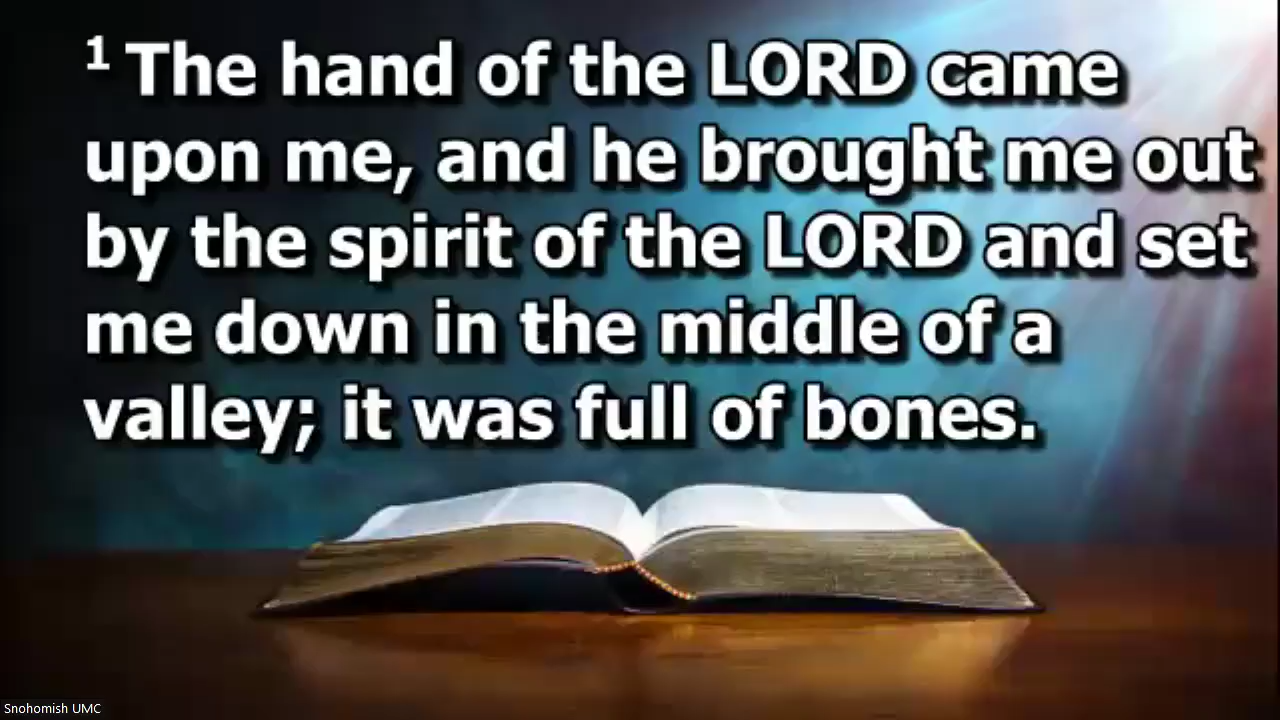 1 The hand of the LORD came
upon me, and he brought me out
by the spirit of the LORD and set
me down in the middle of a
valley; it was full of bones.
Snohomish UMC